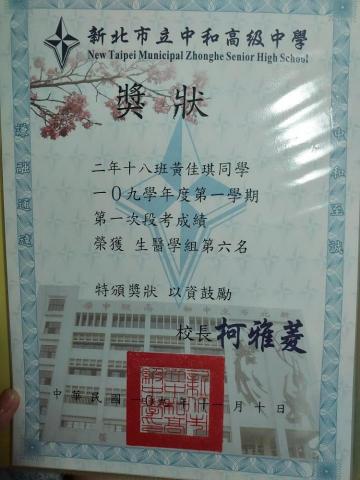 新北市立中和高級中學
New Taipei Municipal Zhonghe Senior High School
獎狀
二年十八班黃佳琪同學
一0九學年度第一學期
第一次段考成績
榮獲 生醫學組第六名
特頒獎狀 以資鼓勵
校長 柯雅菱
中華民國一0九年十一月十日